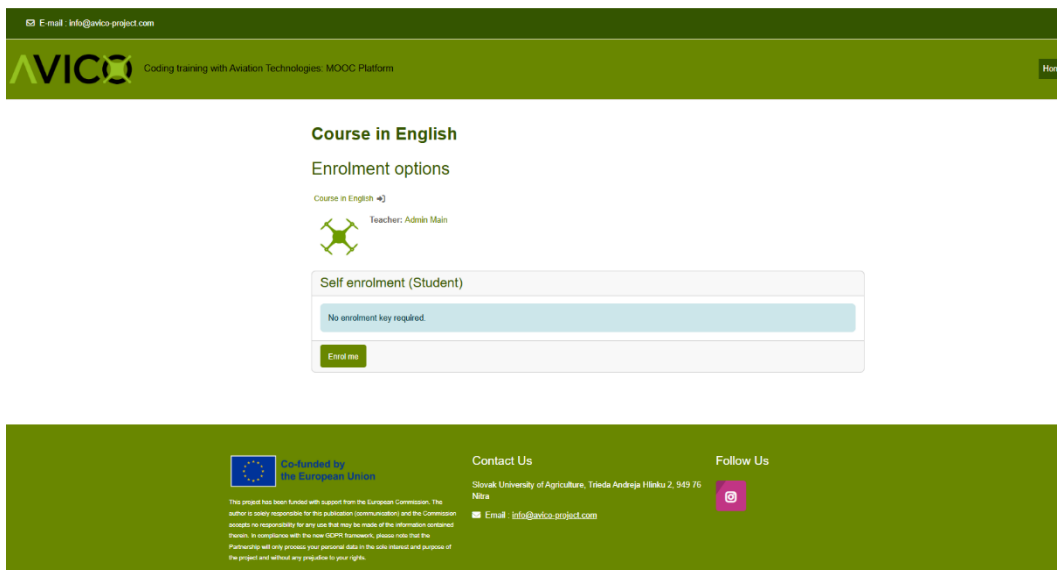 E-mail : info@avico-project.com
AVICO
Coding training with Aviation Technologies: MOOC Platform
Course in English
Enrolment options
Course in English
Teacher: Admin Main
Self enrolment (Student)
No enrolment key required.
Enrol me
Co-funded by
the European Union
This project has been funded with support from the European Commission. The
author is solely responsible for this publication (communication) and the Commission
accepts no responsibility for any use that may be made of the information contained
therein. In compliance with the new GDPR framework, please note that the
Partnership will only process your personal data in the sole interest and purpose of
the project and without any prejudice to your rights.
Contact Us
Slovak University of Agriculture, Trieda Andreja Hlinku 2, 949 76
Nitra
Email : info@avico-project.com
Follow Us